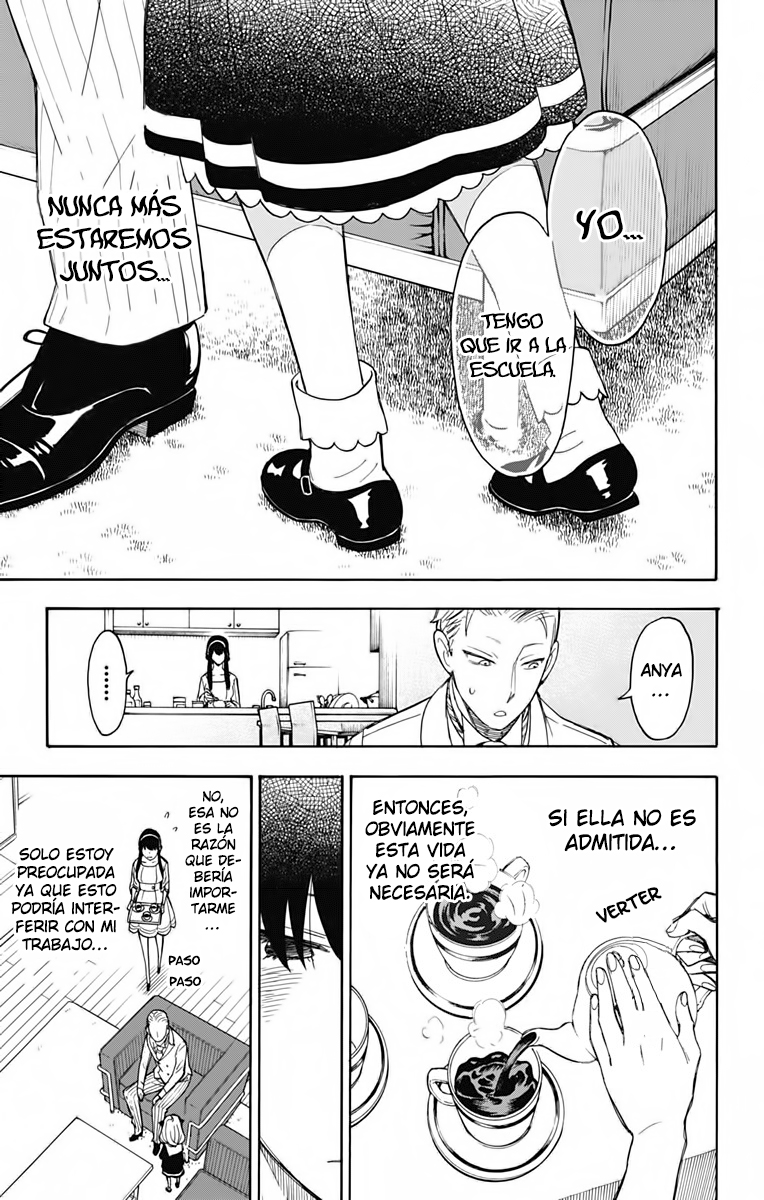 YO...
TENGO
QUE IR A LA
ESCUELA.
NUNCA MÁS
ESTAREMOS
JUNTOS...
ANYA
...
......
SI ELLA NO ES
ADMITIDA...
VERTER
ENTONCES,
OBVIAMENTE
ESTA VIDA
YA NO SERÁ
NECESARIA.
NO,
ESA NO
ES LA
RAZÓN
QUE DE-
BERÍA
IMPOR-
TARME
...
SOLO ESTOY
PREOCUPADA
YA QUE ESTO
PODRÍA INTER-
FERIR CON MI
TRABAJO...
PASO
PASO